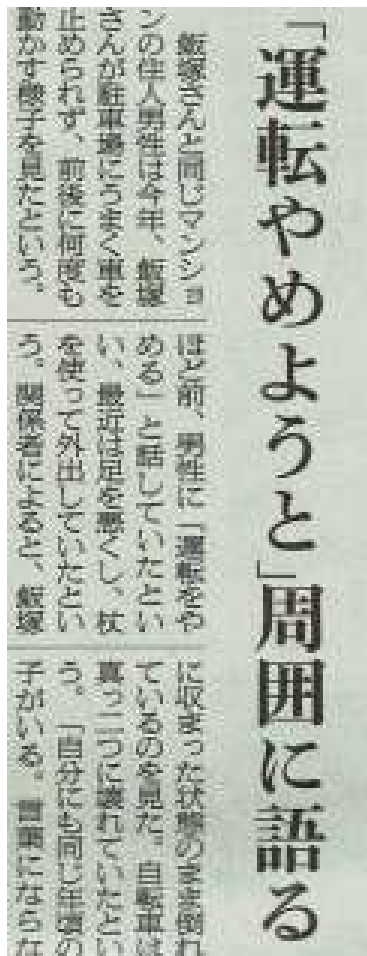 「運転やめようと」周囲に語る
飯塚さんと同じマンショ
ンの住人男性は今年、飯塚
さんが駐車場にうまく車を
止められず、前後に何度も
動かす様子を見たという。
ほど前、男性に「運転をや
める」と話していたとい
い、最近は足を悪くし、杖
を使って外出していたとい
う。関係者によると、飯塚
に収まった状態のまま倒れ
ているのを見た。自転車は
真っ二つに壊れていたとい
う。「自分にも同じ年頃の
子がいる。言葉にならな